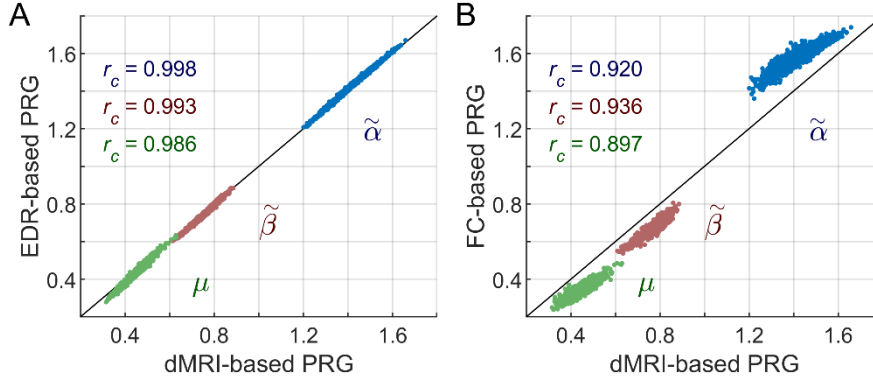 A
EDR-based PRG
1.6
1.2
0.8
0.4
r_c = 0.998
r_c = 0.993
r_c = 0.986
α̃
β̃
μ
0.4 0.8 1.2 1.6
dMRI-based PRG
B
FC-based PRG
1.6
1.2
0.8
0.4
r_c = 0.920
r_c = 0.936
r_c = 0.897
α̃
β̃
μ
0.4 0.8 1.2 1.6
dMRI-based PRG